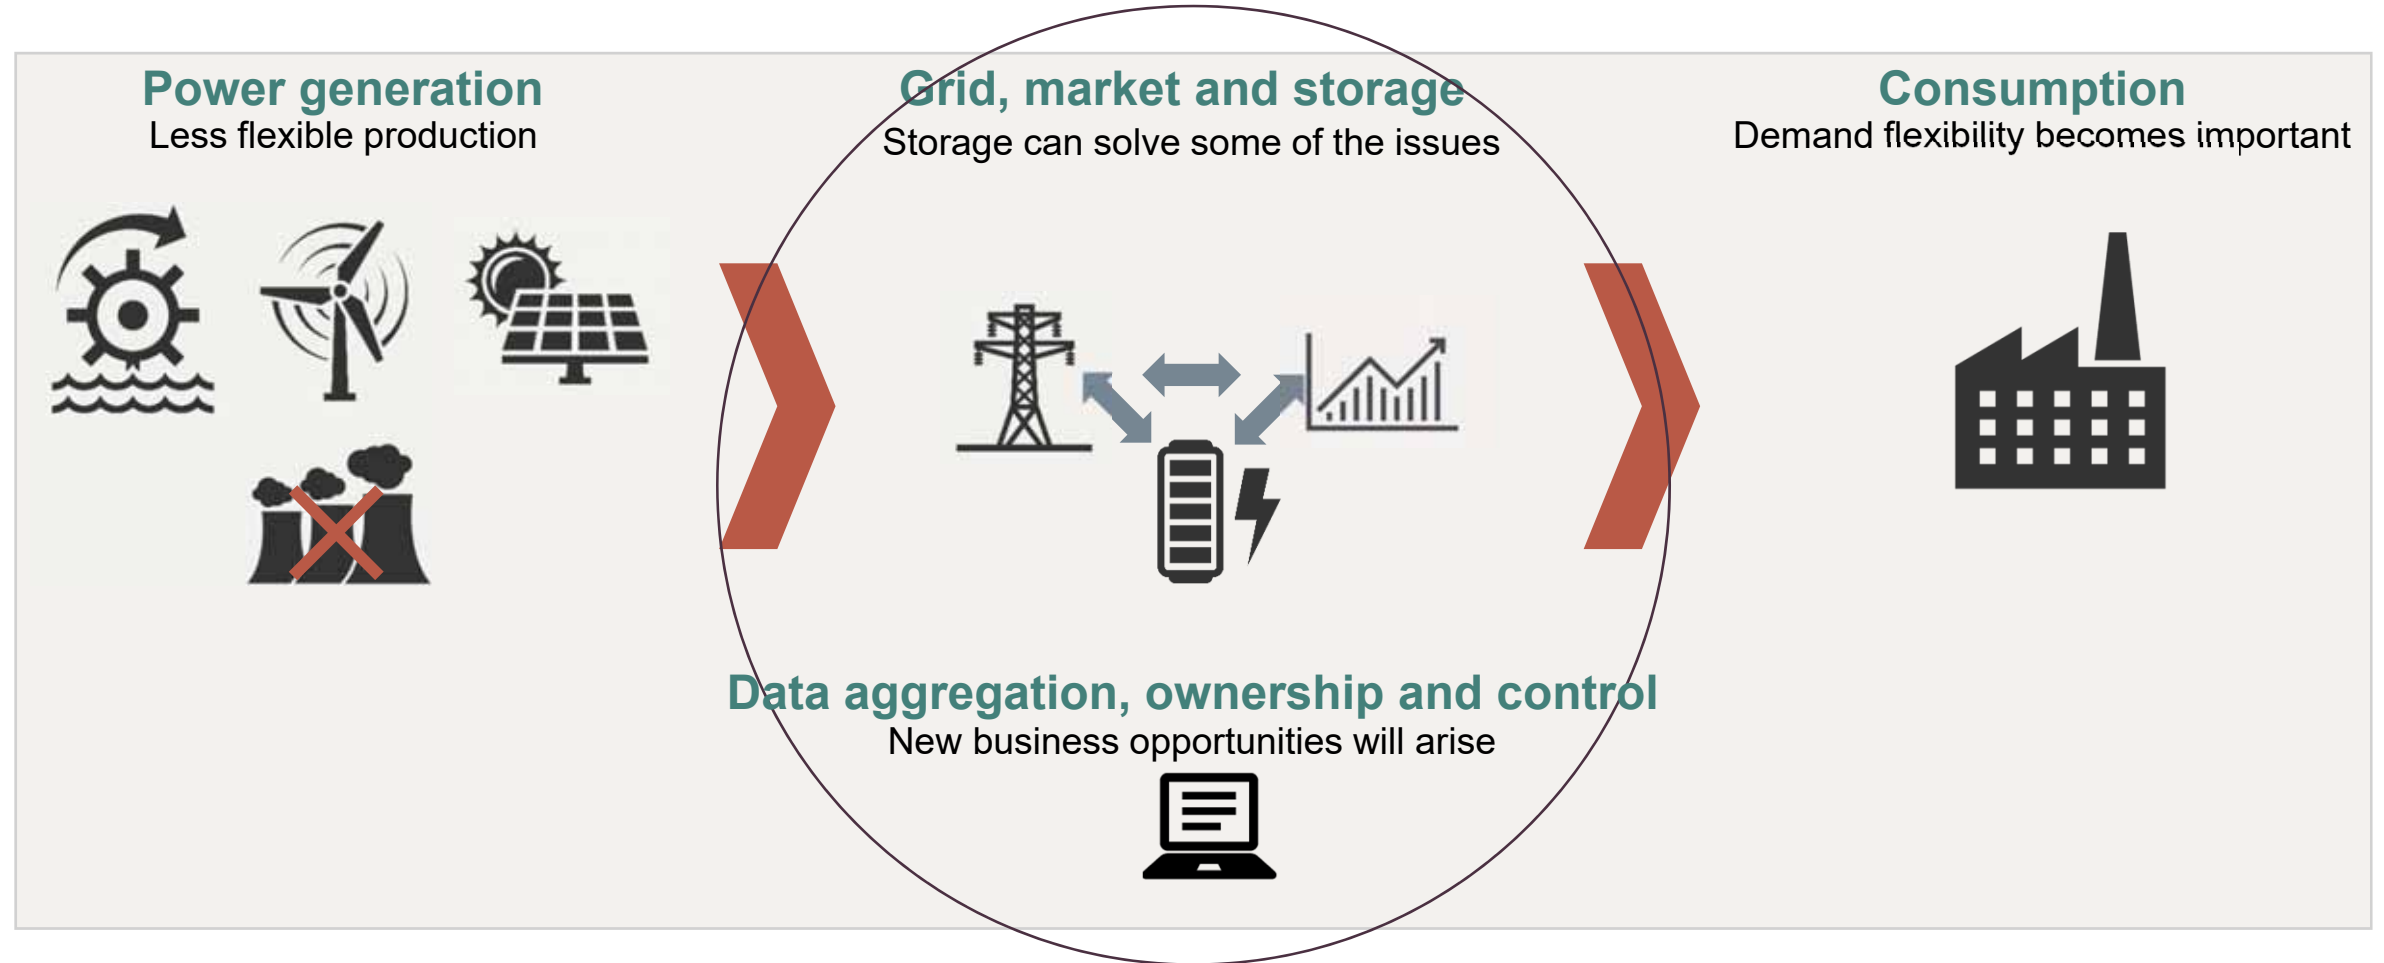 Power generation
Less flexible production
Grid, market and storage
Storage can solve some of the issues
Consumption
Demand flexibility becomes important
Data aggregation, ownership and control
New business opportunities will arise